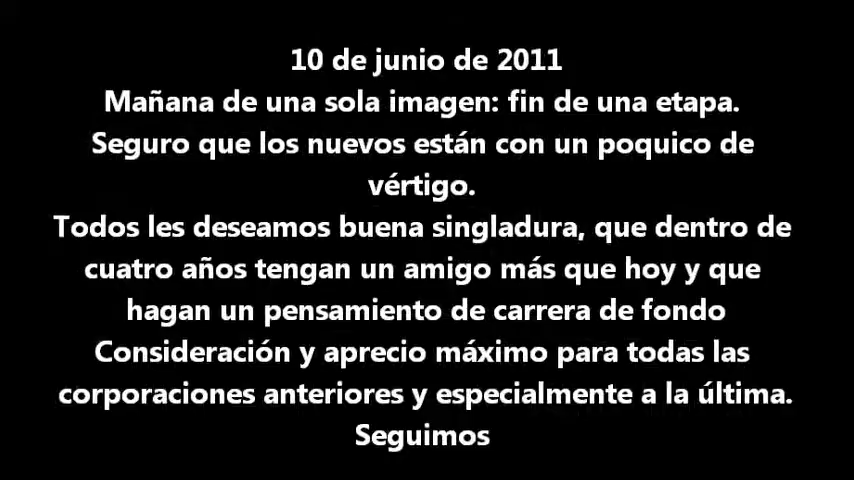 10 de junio de 2011
Mañana de una sola imagen: fin de una etapa.
Seguro que los nuevos están con un poquico de
vértigo.
Todos les deseamos buena singladura, que dentro de
cuatro años tengan un amigo más que hoy y que
hagan un pensamiento de carrera de fondo
Consideración y aprecio máximo para todas las
corporaciones anteriores y especialmente a la última.
Seguimos